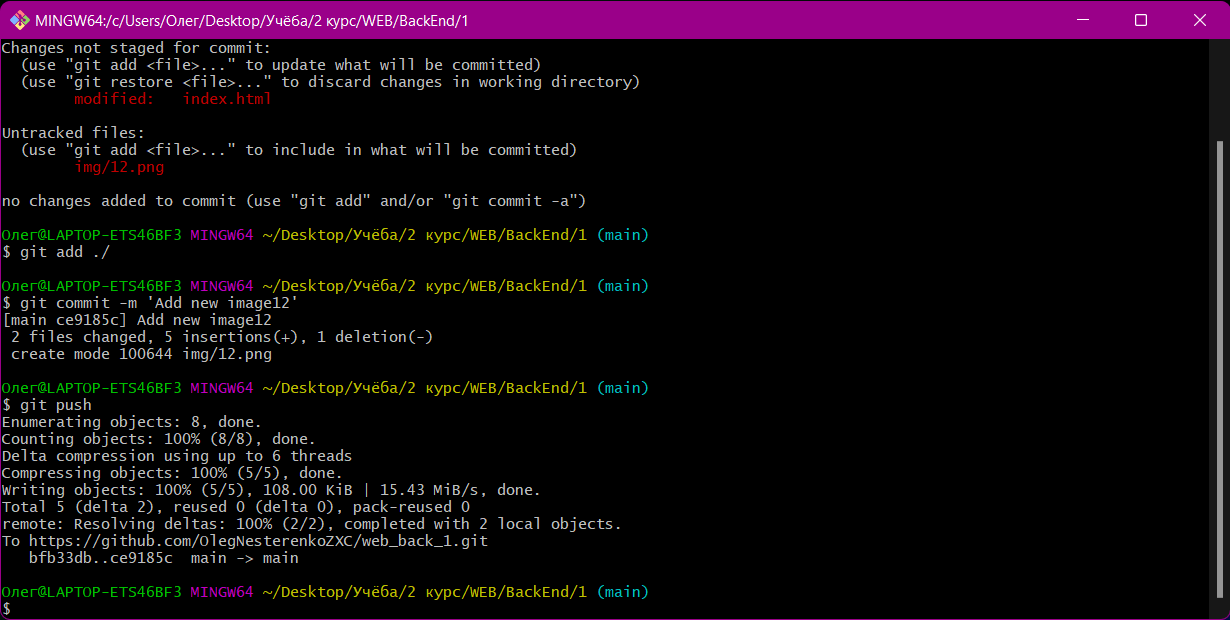 MINGW64:/c/Users/Олег/Desktop/Учёба/2 курс/WEB/BackEnd/1
Changes not staged for commit:
  (use "git add <file>..." to update what will be committed)
  (use "git restore <file>..." to discard changes in working directory)
        modified:   index.html

Untracked files:
  (use "git add <file>..." to include in what will be committed)
        img/12.png

no changes added to commit (use "git add" and/or "git commit -a")

Олег@LAPTOP-ETS46BF3 MINGW64 ~/Desktop/Учёба/2 курс/WEB/BackEnd/1 (main)
$ git add ./

Олег@LAPTOP-ETS46BF3 MINGW64 ~/Desktop/Учёба/2 курс/WEB/BackEnd/1 (main)
$ git commit -m 'Add new image12'
[main ce9185c] Add new image12
 2 files changed, 5 insertions(+), 1 deletion(-)
 create mode 100644 img/12.png

Олег@LAPTOP-ETS46BF3 MINGW64 ~/Desktop/Учёба/2 курс/WEB/BackEnd/1 (main)
$ git push
Enumerating objects: 8, done.
Counting objects: 100% (8/8), done.
Delta compression using up to 6 threads
Compressing objects: 100% (5/5), done.
Writing objects: 100% (5/5), 108.00 KiB | 15.43 MiB/s, done.
Total 5 (delta 2), reused 0 (delta 0), pack-reused 0
remote: Resolving deltas: 100% (2/2), completed with 2 local objects.
To https://github.com/OlegNesterenkoZXC/web_back_1.git
   bfb33db..ce9185c  main -> main

Олег@LAPTOP-ETS46BF3 MINGW64 ~/Desktop/Учёба/2 курс/WEB/BackEnd/1 (main)
$